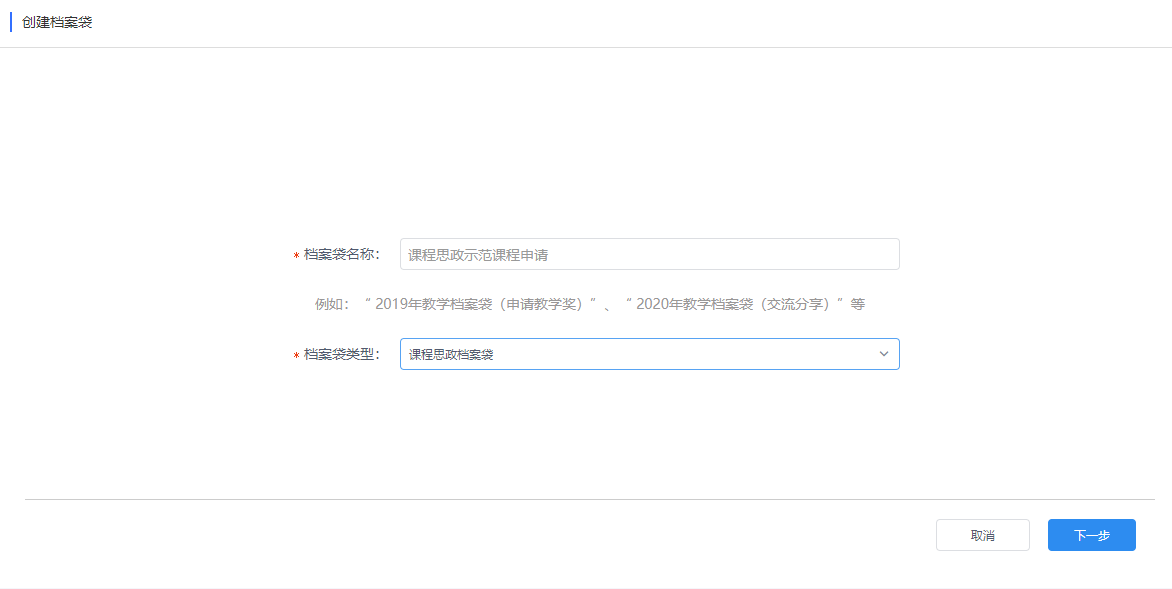 创建档案袋
* 档案袋名称： 课程思政示范课程申请
例如： “ 2019年教学档案袋（申请教学奖）” 、 “ 2020年教学档案袋（交流分享）” 等
* 档案袋类型： 课程思政档案袋
取消 下一步